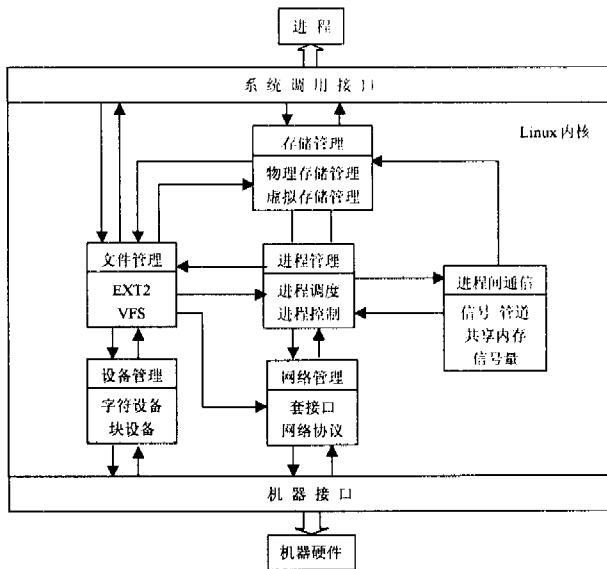 进 程
系 统 调 用 接 口
Linux 内核
存储管理
物理存储管理
虚拟存储管理
文件管理
EXT2
VFS
进程管理
进程调度
进程控制
进程间通信
信号 管道
共享内存
信号量
设备管理
字符设备
块设备
网络管理
套接口
网络协议
机 器 接 口
机器硬件